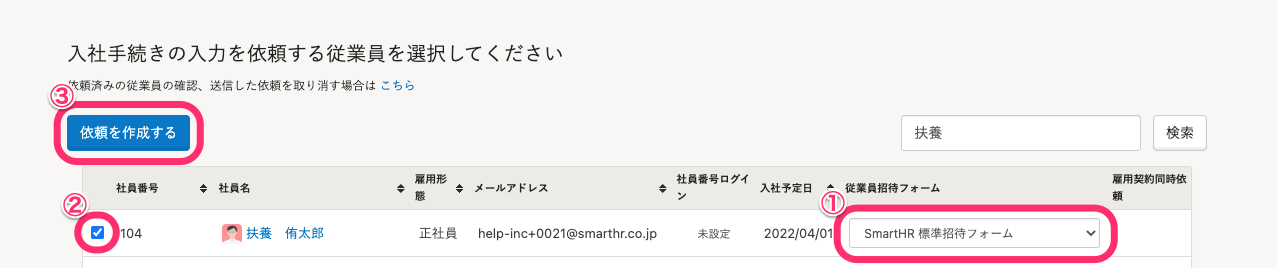 入社手続きの入力を依頼する従業員を選択してください
依頼済みの従業員の確認、送信した依頼を取り消す場合は こちら
③
依頼を作成する
扶養
検索
社員番号 社員名 雇用形態 メールアドレス 社員番号ログイン 入社予定日 従業員招待フォーム 雇用契約同時依頼
② ①
104 扶養 侑太郎 正社員 help-inc+0021@smarthr.co.jp 未設定 2022/04/01 SmartHR 標準招待フォーム